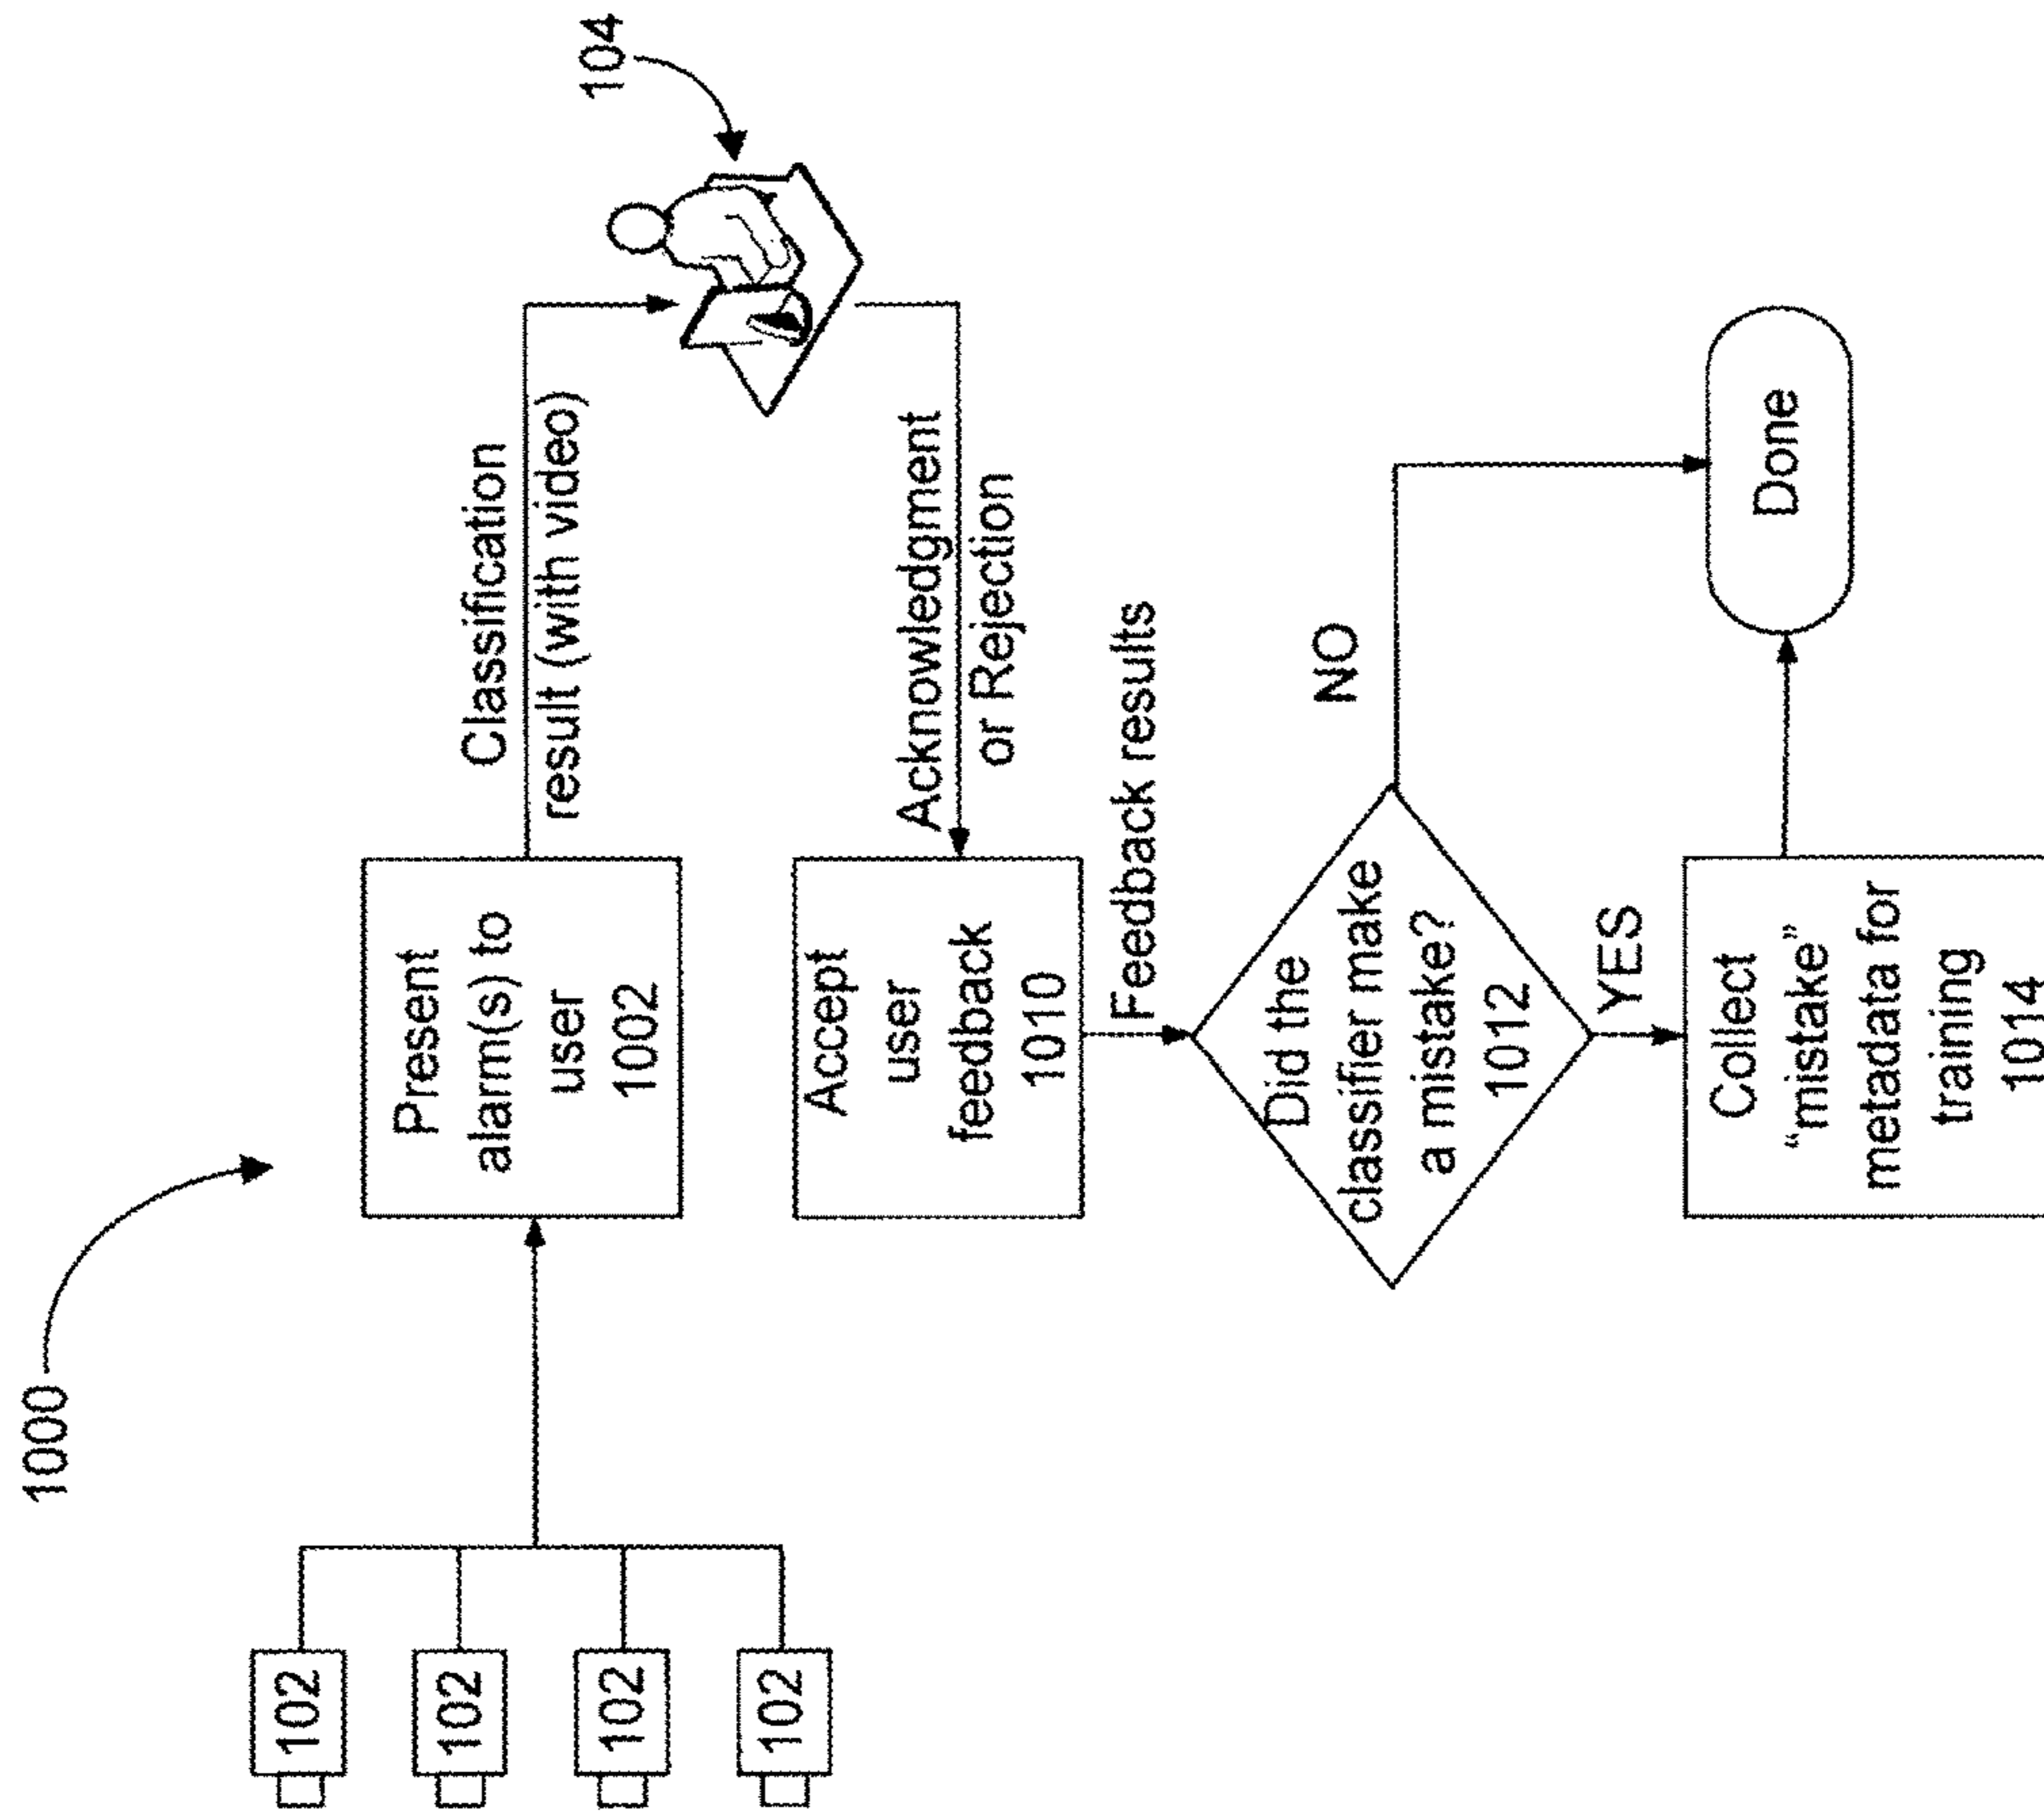 1000
102
102
102
102
Present
alarm(s) to
user
1002
Classification
result (with video)
104
Acknowledgment
or Rejection
Accept
user
feedback
1010
Feedback results
Did the
classifier make
a mistake?
1012
NO
YES
Collect
“mistake”
metadata for
training
1014
Done